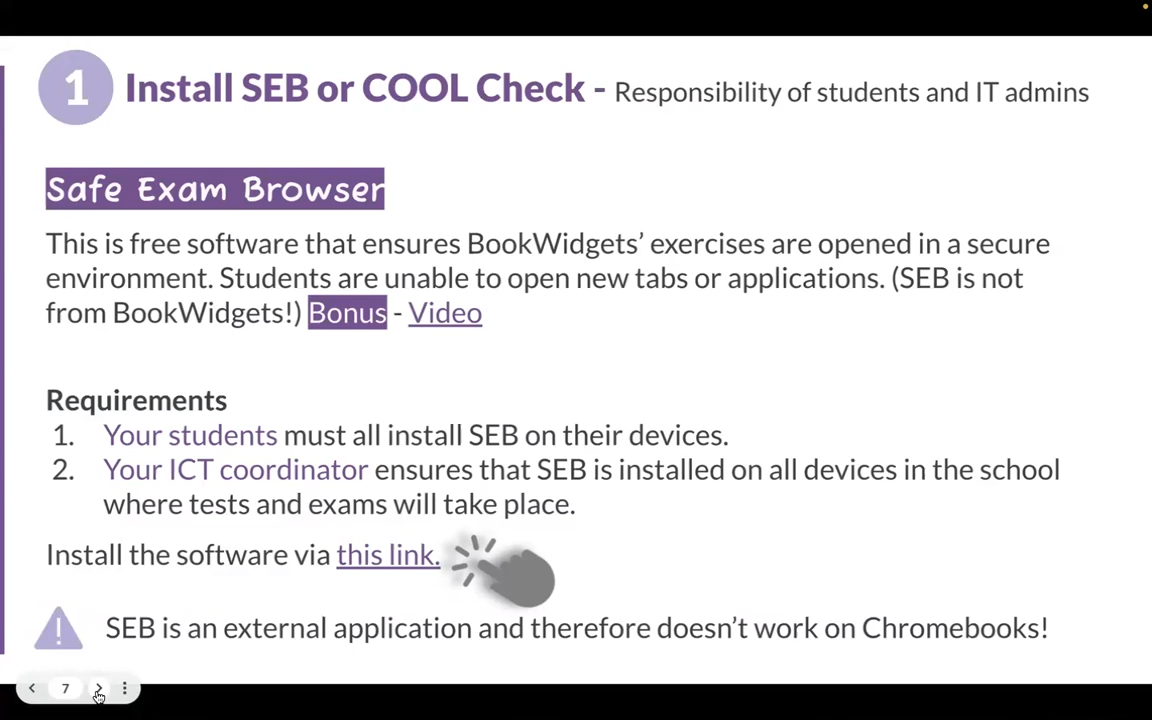 1 Install SEB or COOL Check - Responsibility of students and IT admins
Safe Exam Browser
This is free software that ensures BookWidgets’ exercises are opened in a secure
environment. Students are unable to open new tabs or applications. (SEB is not
from BookWidgets!) Bonus - Video
Requirements
1. Your students must all install SEB on their devices.
2. Your ICT coordinator ensures that SEB is installed on all devices in the school
where tests and exams will take place.
Install the software via this link.
! SEB is an external application and therefore doesn’t work on Chromebooks!
7